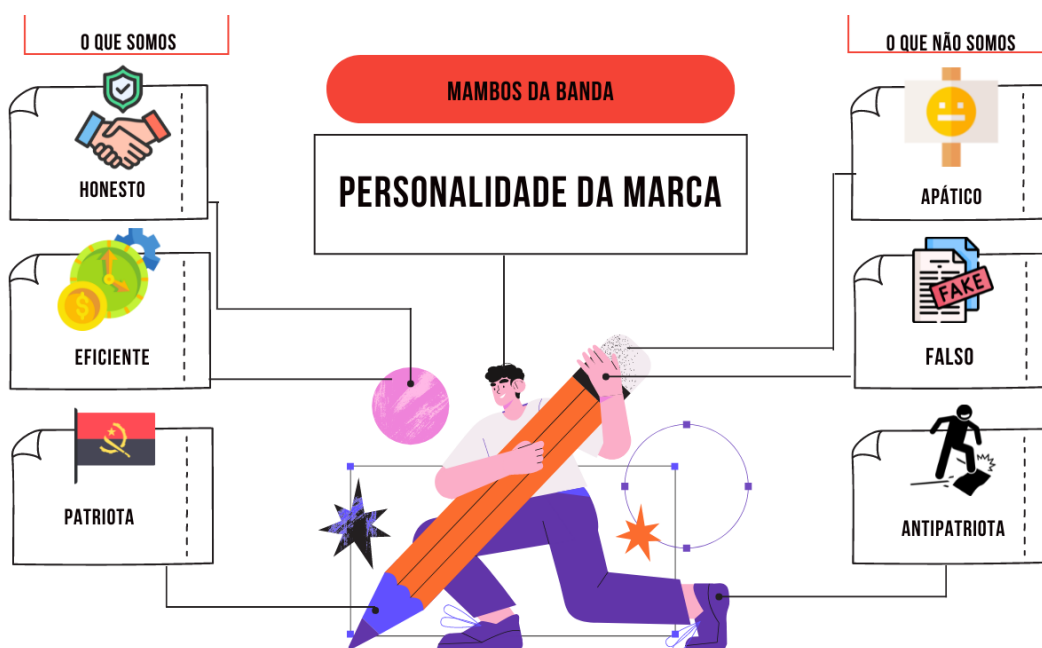 O QUE SOMOS
O QUE NÃO SOMOS
MAMBOS DA BANDA
PERSONALIDADE DA MARCA
HONESTO
APÁTICO
$
EFICIENTE
FAKE
FALSO
PATRIOTA
ANTIPATRIOTA